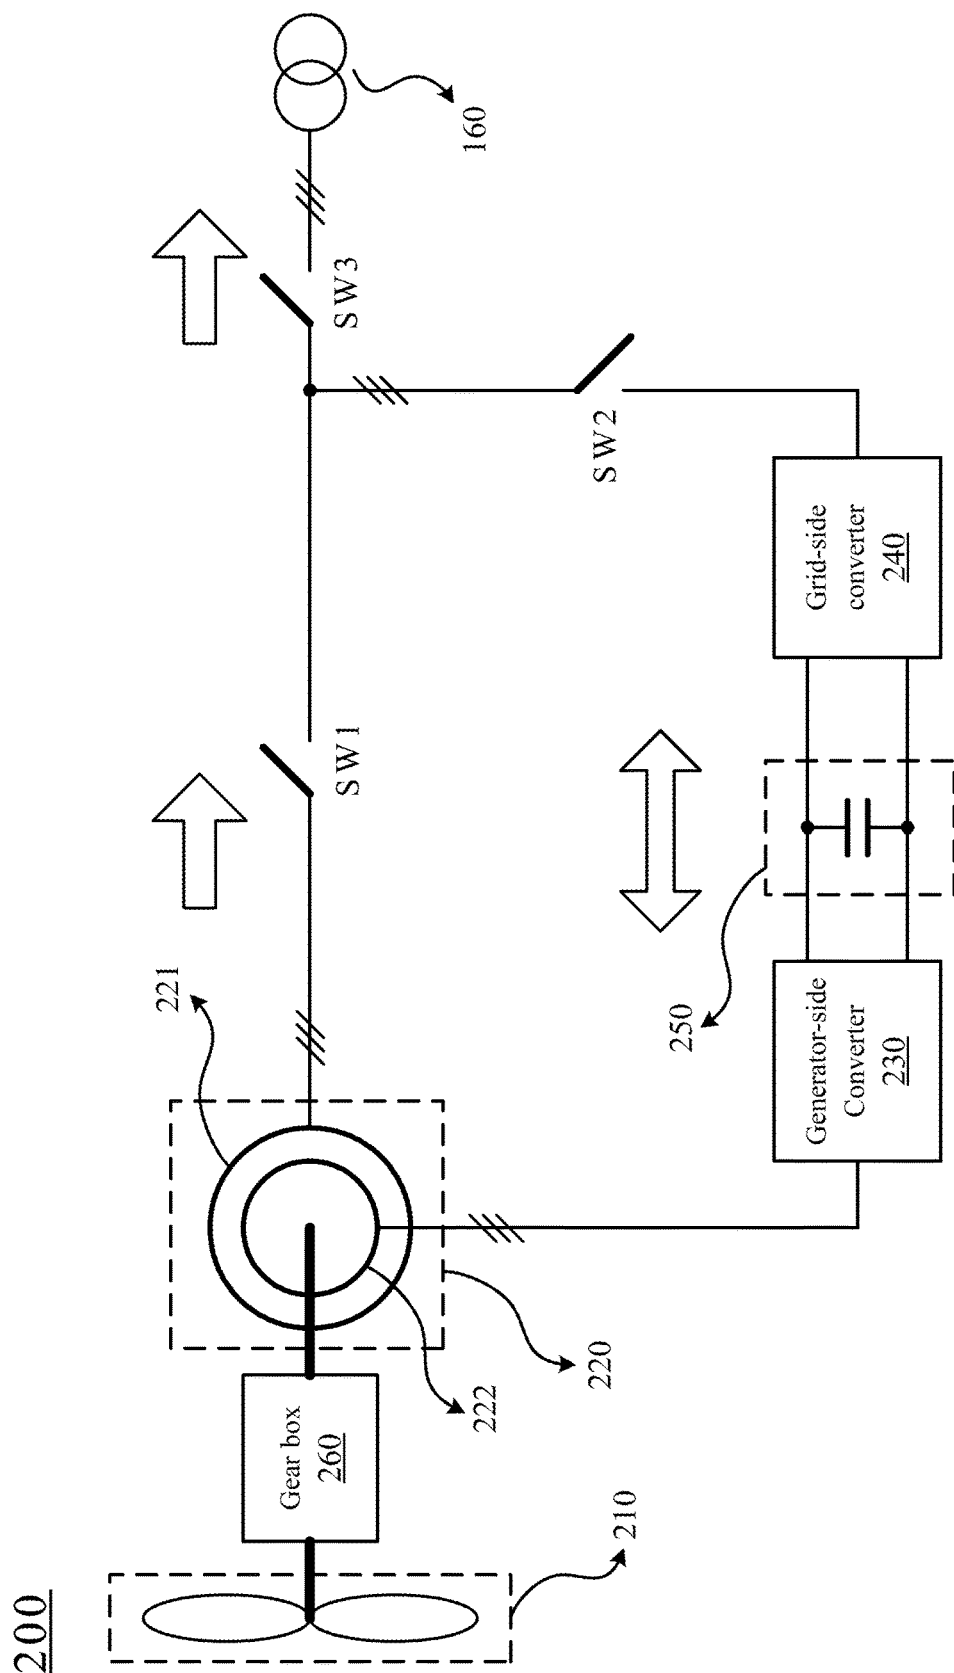 200
160
SW3
SW1
SW2
221
222
220
Gear box
260
210
250
Generator-side
Converter
230
Grid-side
converter
240